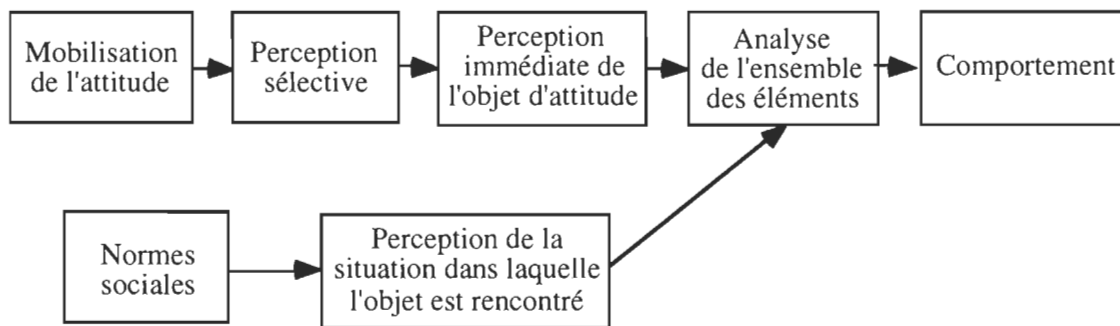 Mobilisation
de l'attitude
Perception
sélective
Perception
immédiate de
l'objet d'attitude
Analyse
de l'ensemble
des éléments
Comportement
Normes
sociales
Perception de la
situation dans laquelle
l'objet est rencontré